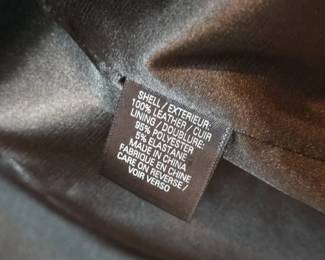 SHELL / EXTERIEUR:
100% LEATHER / CUIR
LINING / DOUBLURE:
95% POLYESTER
5% ELASTANE
MADE IN CHINA
FABRIQUE EN CHINE
CARE ON REVERSE /
VOIR VERSO